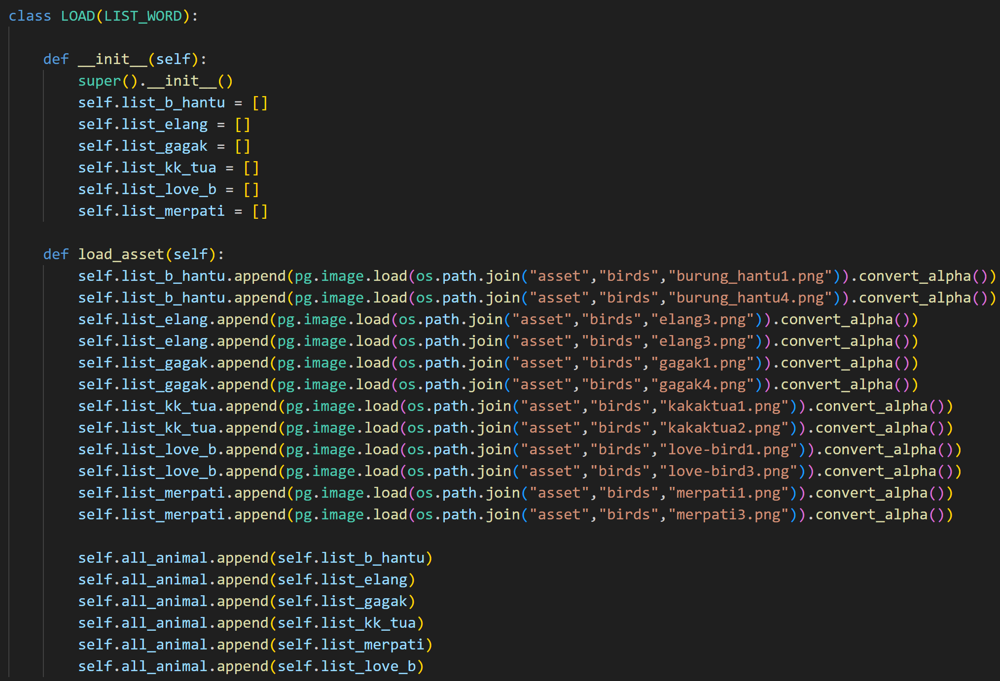 class LOAD(LIST_WORD):
def __init__(self):
super().__init__()
self.list_b_hantu = []
self.list_elang = []
self.list_gagak = []
self.list_kk_tua = []
self.list_love_b = []
self.list_merpati = []
def load_asset(self):
self.list_b_hantu.append(pg.image.load(os.path.join("asset","birds","burung_hantu1.png")).convert_alpha())
self.list_b_hantu.append(pg.image.load(os.path.join("asset","birds","burung_hantu4.png")).convert_alpha())
self.list_elang.append(pg.image.load(os.path.join("asset","birds","elang3.png")).convert_alpha())
self.list_elang.append(pg.image.load(os.path.join("asset","birds","elang3.png")).convert_alpha())
self.list_gagak.append(pg.image.load(os.path.join("asset","birds","gagak1.png")).convert_alpha())
self.list_gagak.append(pg.image.load(os.path.join("asset","birds","gagak4.png")).convert_alpha())
self.list_kk_tua.append(pg.image.load(os.path.join("asset","birds","kakaktua1.png")).convert_alpha())
self.list_kk_tua.append(pg.image.load(os.path.join("asset","birds","kakaktua2.png")).convert_alpha())
self.list_love_b.append(pg.image.load(os.path.join("asset","birds","love-bird1.png")).convert_alpha())
self.list_love_b.append(pg.image.load(os.path.join("asset","birds","love-bird3.png")).convert_alpha())
self.list_merpati.append(pg.image.load(os.path.join("asset","birds","merpati1.png")).convert_alpha())
self.list_merpati.append(pg.image.load(os.path.join("asset","birds","merpati3.png")).convert_alpha())
self.all_animal.append(self.list_b_hantu)
self.all_animal.append(self.list_elang)
self.all_animal.append(self.list_gagak)
self.all_animal.append(self.list_kk_tua)
self.all_animal.append(self.list_merpati)
self.all_animal.append(self.list_love_b)